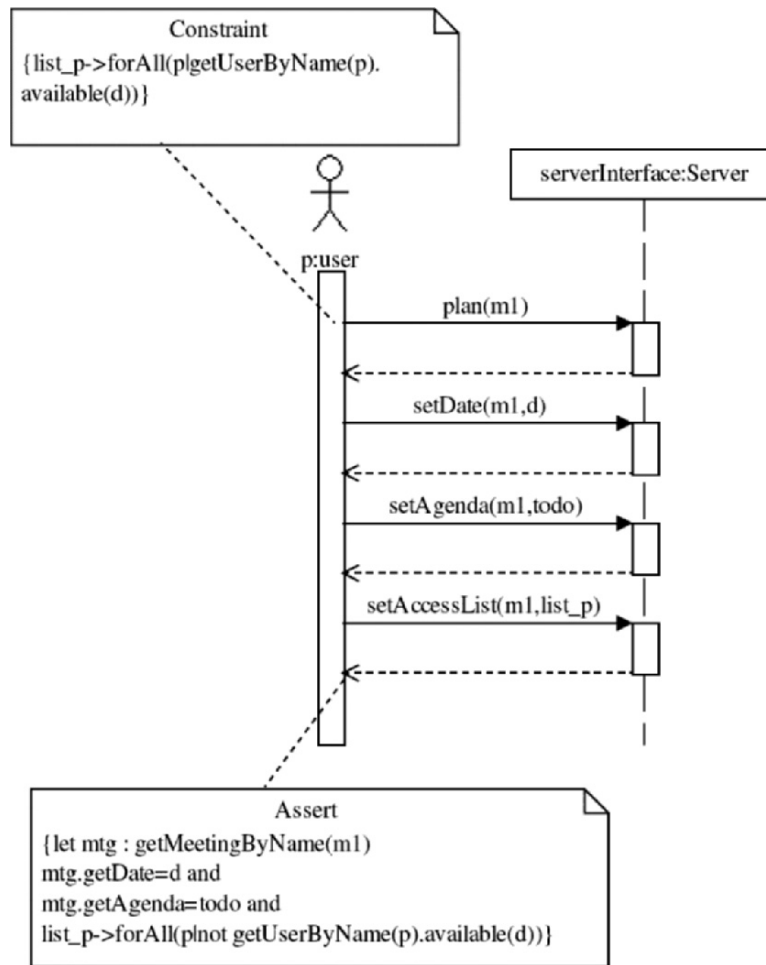 Constraint
{list_p->forAll(p|getUserByName(p).
available(d))}
serverInterface:Server
p:user
plan(m1)
setDate(m1,d)
setAgenda(m1,todo)
setAccessList(m1,list_p)
Assert
{let mtg : getMeetingByName(m1)
mtg.getDate=d and
mtg.getAgenda=todo and
list_p->forAll(p|not getUserByName(p).available(d))}